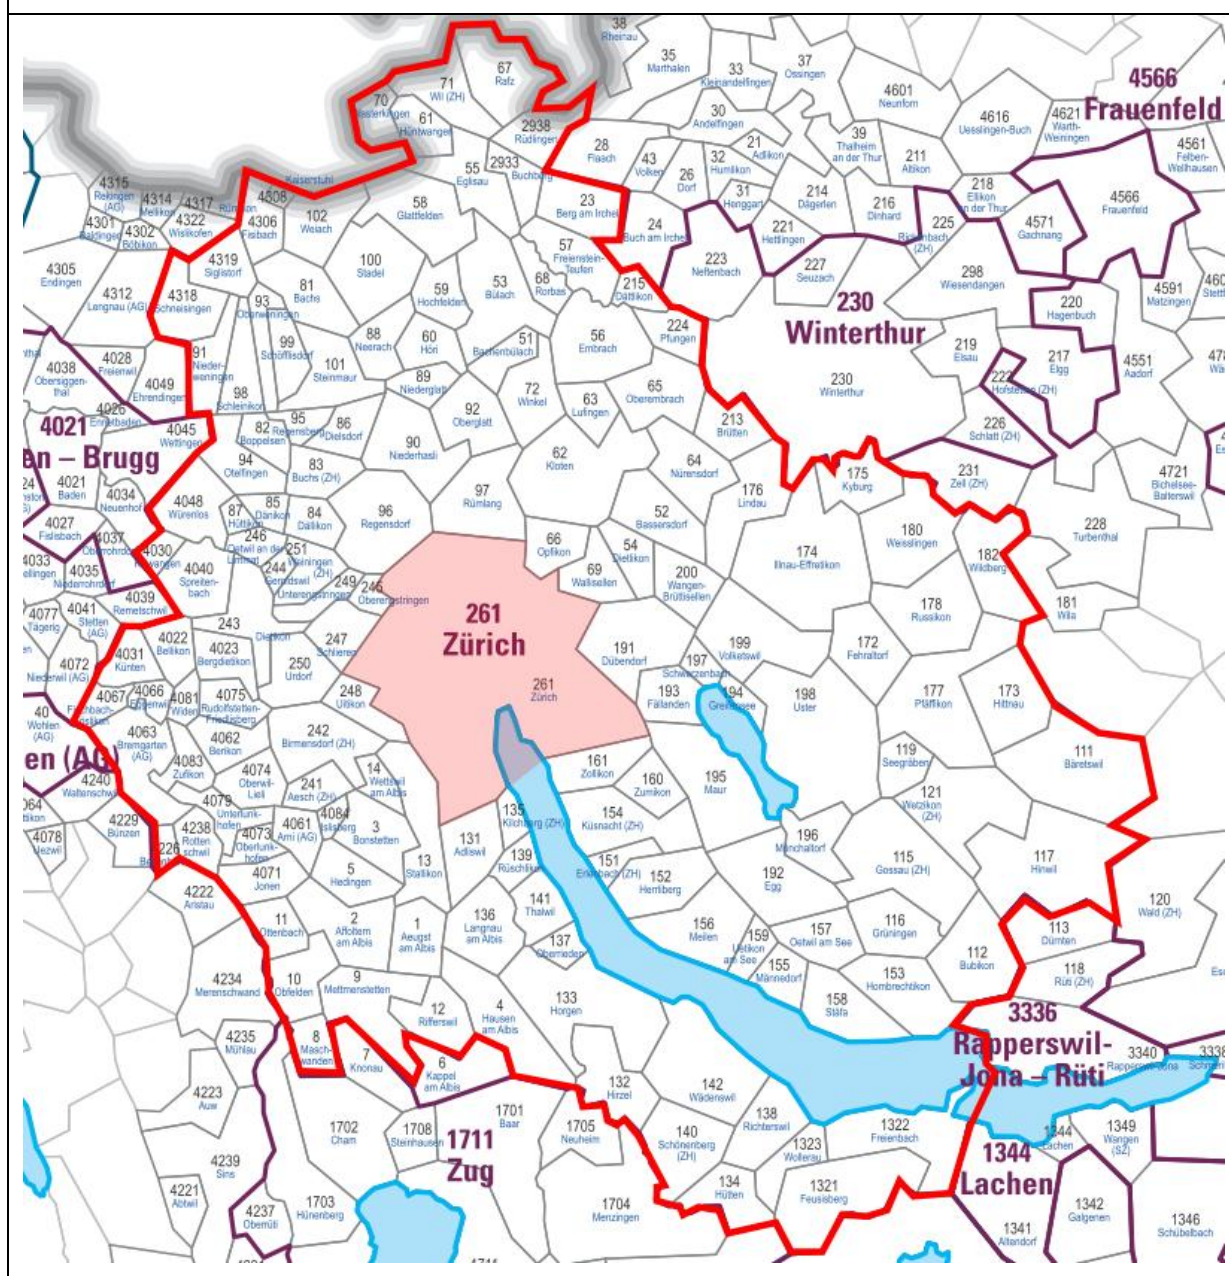 38
Rheinau
35
Marthalen
33
Kleinandelfingen
37
Ossingen
67
Rafz
71
Wil (ZH)
70
61
Hüntwangen
2938
Rüdlingen
30
Andelfingen
4601
Neunforn
4616
Uesslingen-Buch
4621
Warth-
Weiningen
4566
Frauenfeld
4561
Felben-
Wellhausen
28
Flaach
43
Volken
26
Dorf
32
Humlikon
21
Adlikon
39
Thalheim
an der Thur
211
Altikon
218
Ellikon
an der Thur
4566
Frauenfeld
55
Eglisau
2933
Buchberg
4315
Rekingen
(AG)
4314
Mellikon
4317
4308
Kaiserstuhl
58
Glattfelden
23
Berg am Irchel
31
Henggart
214
Dägerlen
216
Dinhard
225
(ZH)
4571
Gachnang
4301
4302
Böbikon
4322
Wislikofen
4306
Fisibach
102
Weiach
24
Buch am Irchel
221
Hettlingen
57
Freienstein-
Teufen
4305
Endingen
4319
Siglistorf
100
Stadel
223
Neftenbach
227
Seuzach
298
Wiesendangen
4312
Lengnau (AG)
4318
Schneisingen
93
Oberweningen
81
Bachs
59
Hochfelden
53
Bülach
68
Rorbas
215
Dättlikon
230
Winterthur
220
Hagenbuch
4591
Matzingen
4038
Obersiggen-
thal
4028
Freienwil
4049
Ehrendingen
91
Nieder-
weningen
98
Schleinikon
99
Schöfflisdorf
101
Steinmaur
88
Neerach
60
Höri
51
Bachenbülach
56
Embrach
224
Pfungen
219
Elsau
222
Hofstetten (ZH)
217
Elgg
4551
Aadorf
89
Niederglatt
72
Winkel
63
Lufingen
65
Oberembrach
230
Winterthur
4026
Ennetbaden
4021
4045
Wettingen
82
Boppelsen
95
Regensberg
86
Dielsdorf
92
Oberglatt
213
Brütten
226
Schlatt (ZH)
en – Brugg
94
Otelfingen
83
Buchs (ZH)
90
Niederhasli
62
Kloten
64
Nürensdorf
4021
Baden
4034
Neuenhof
4048
Würenlos
87
Hüttikon
85
Dänikon
84
Dällikon
96
Regensdorf
97
Rümlang
176
Lindau
175
Kyburg
231
Zell (ZH)
4721
Bichelsee-
Balterswil
4027
Fislisbach
4037
Oberrohrdorf
4030
246
Oetwil an der
Limmat
251
Weiningen
(ZH)
52
Bassersdorf
66
Opfikon
54
Dietlikon
180
Weisslingen
228
Turbenthal
4033
4035
Niederrohrdorf
4040
Spreiten-
bach
244
Geroldswil
Unterengstringen
249
245
Oberengstringen
69
Wallisellen
200
Wangen-
Brüttisellen
174
Illnau-Effretikon
182
Wildberg
4077
Tägerig
4041
Stetten
(AG)
4039
Remetschwil
261
Zürich
178
Russikon
181
Wila
4031
Künten
4022
Bellikon
243
Dietikon
4023
Bergdietikon
247
Schlieren
191
Dübendorf
197
Schwerzenbach
199
Volketswil
172
Fehraltorf
4072
Niederwil (AG)
250
Urdorf
261
Zürich
193
Fällanden
194
Greifensee
198
Uster
177
Pfäffikon
173
Hittnau
40
Wohlen
(AG)
4067
4066
Eggenwil
4081
Widen
4075
Rudolfstetten-
Friedlisberg
248
Uitikon
4063
Bremgarten
(AG)
4062
Berikon
242
Birmensdorf (ZH)
119
Seegräben
111
Bäretswil
en (AG)
4240
Waltenschwil
4083
Zufikon
4074
Oberwil-
Lieli
241
Aesch (ZH)
14
Wettswil
am Albis
161
Zollikon
160
Zumikon
195
Maur
121
Wetzikon
(ZH)
4229
Bünzen
4079
Unterlunk-
hofen
4238
Rotten
schwil
4073
Oberlunk-
hofen
4061
Arni (AG)
4084
Islisberg
3
Bonstetten
135
Kilchberg (ZH)
154
Küsnacht (ZH)
196
Mönchaltorf
4078
Uezwil
131
Adliswil
139
Rüschlikon
151
Erlenbach (ZH)
152
Herrliberg
192
Egg
115
Gossau (ZH)
117
Hinwil
4222
Aristau
4071
Jonen
5
Hedingen
13
Stallikon
141
Thalwil
120
Wald (ZH)
11
Ottenbach
2
Affoltern
am Albis
1
Aeugst
am Albis
136
Langnau
am Albis
137
Oberrieden
156
Meilen
159
Uetikon
am See
157
Oetwil am See
116
Grüningen
113
Dürnten
112
Bubikon
4234
Merenschwand
10
Obfelden
9
Mettmenstetten
155
Männedorf
153
Hombrechtikon
118
Rüti (ZH)
12
Rifferswil
4
Hausen
am Albis
133
Horgen
158
Stäfa
3336
Rapperswil-
Jona – Rüti
4235
Mühlau
8
Masch-
wanden
7
Knonau
6
Kappel
am Albis
3340
Rapperswil-Jona
3338
4223
Auw
132
Hirzel
142
Wädenswil
1702
Cham
1708
Steinhausen
1701
Baar
1705
Neuheim
140
Schönenberg
(ZH)
138
Richterswil
1322
Freienbach
1344
Lachen
1349
Wangen
(SZ)
1711
Zug
1323
Wollerau
1344
Lachen
4239
Sins
4221
Abtwil
1703
Hünenberg
134
Hütten
1321
Feusisberg
4237
Oberrüti
1704
Menzingen
1342
Galgenen
1341
Altendorf
1346
Schübelbach